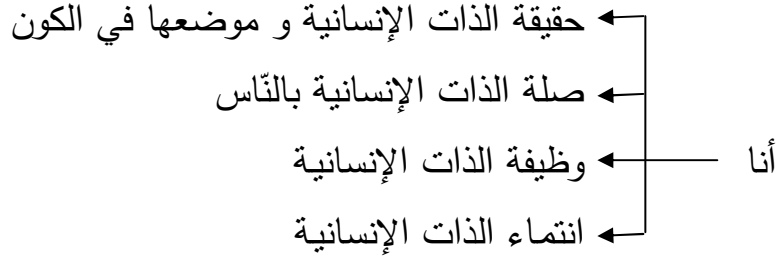 حقيقة الذات الإنسانية و موضعها في الكون
صلة الذات الإنسانية بالنّاس
أنا
وظيفة الذات الإنسانية
انتماء الذات الإنسانية